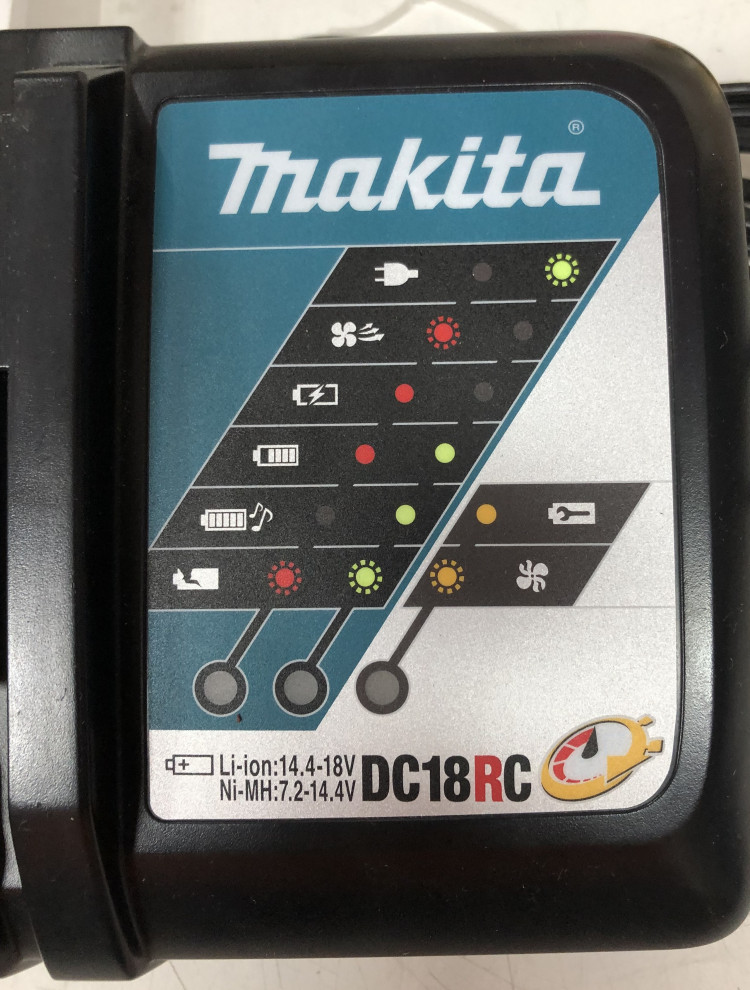 makita®
Li-ion:14.4-18V
Ni-MH:7.2-14.4V
DC18RC